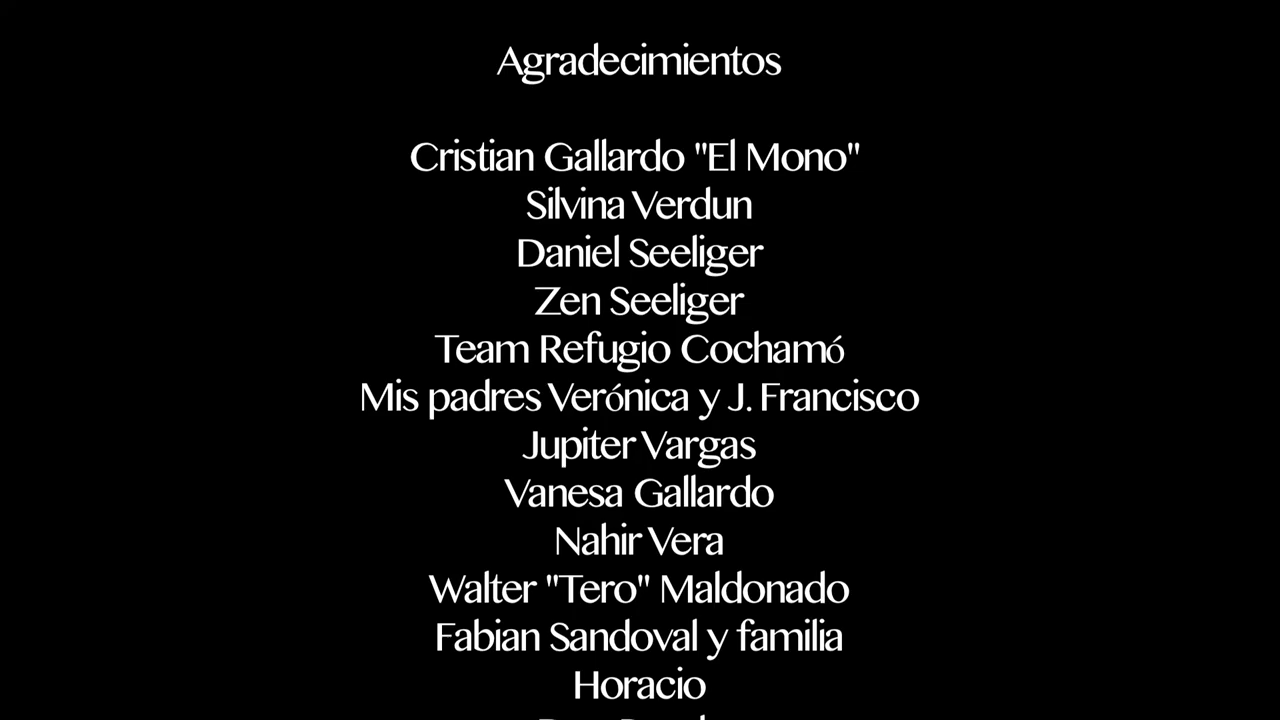 Agradecimientos
Cristian Gallardo "El Mono"
Silvina Verdun
Daniel Seeliger
Zen Seeliger
Team Refugio Cochamó
Mis padres Verónica y J. Francisco
Jupiter Vargas
Vanesa Gallardo
Nahir Vera
Walter "Tero" Maldonado
Fabian Sandoval y familia
Horacio